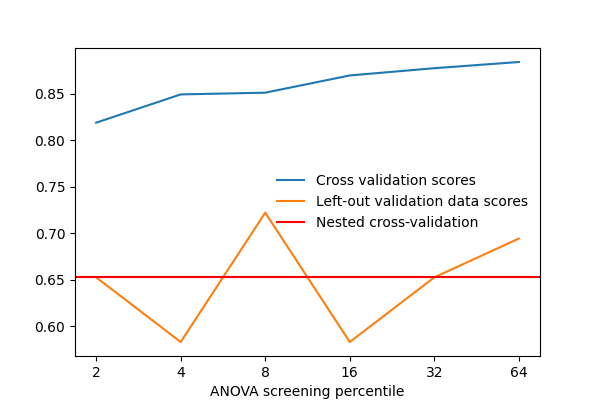 0.85
0.80
0.75
0.70
0.65
0.60
Cross validation scores
Left-out validation data scores
Nested cross-validation
2 4 8 16 32 64
ANOVA screening percentile